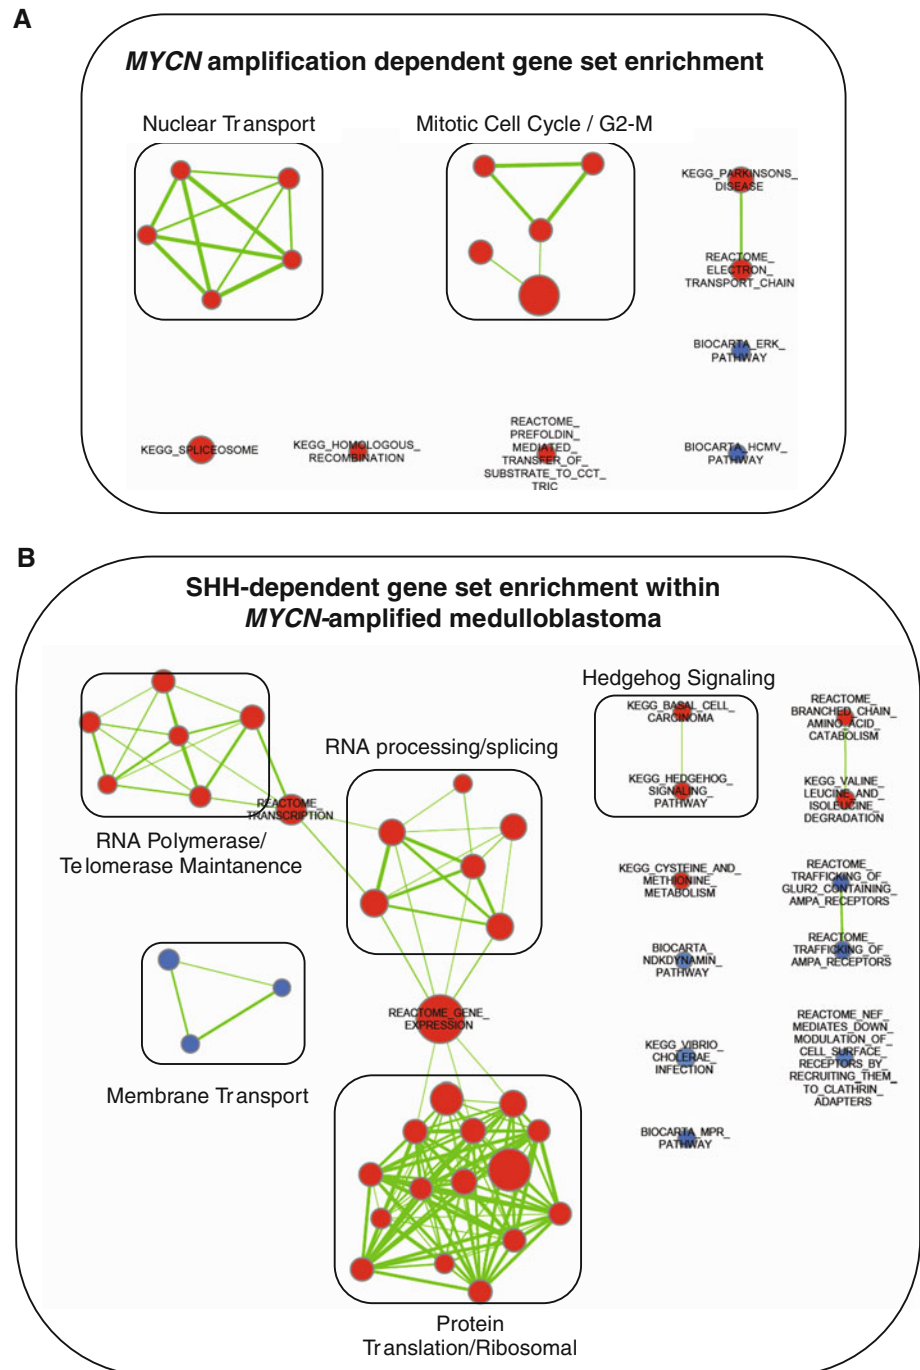 A
MYCN amplification dependent gene set enrichment
Nuclear Transport
Mitotic Cell Cycle / G2-M
KEGG_PARKINSONS_
DISEASE
REACTOME_
ELECTRON_
TRANSPORT_CHAIN
BIOCARTA_ERK_
PATHWAY
KEGG_SPLICEOSOME
KEGG_HOMOLOGOUS_
RECOMBINATION
REACTOME_
PREFOLDIN_
MEDIATED_
TRANSFER_OF_
SUBSTRATE_TO_CCT_
TRIC
BIOCARTA_HCMV_
PATHWAY
B
SHH-dependent gene set enrichment within
MYCN-amplified medulloblastoma
Hedgehog Signaling
KEGG_BASAL_CELL_
CARCINOMA
KEGG_HEDGEHOG_
SIGNALING_
PATHWAY
REACTOME_
BRANCHED_CHAIN_
AMINO_ACID_
CATABOLISM
KEGG_VALINE_
LEUCINE_AND_
ISOLEUCINE_
DEGRADATION
RNA processing/splicing
REACTOME_
TRANSCRIPTION
RNA Polymerase/
Telomerase Maintanence
KEGG_CYSTEINE_AND_
METHIONINE_
METABOLISM
REACTOME_
TRAFFICKING_OF_
GLUR2_CONTAINING_
AMPA_RECEPTORS
REACTOME_
TRAFFICKING_OF_
AMPA_RECEPTORS
BIOCARTA_
NDKDYNAMIN_
PATHWAY
REACTOME_GENE_
EXPRESSION
KEGG_VIBRIO_
CHOLERAE_
INFECTION
REACTOME_NEF_
MEDIATES_DOWN_
MODULATION_OF_
CELL_SURFACE_
RECEPTORS_BY_
RECRUITING_THEM_
TO_CLATHRIN_
ADAPTERS
Membrane Transport
BIOCARTA_MPR_
PATHWAY
Protein
Translation/Ribosomal